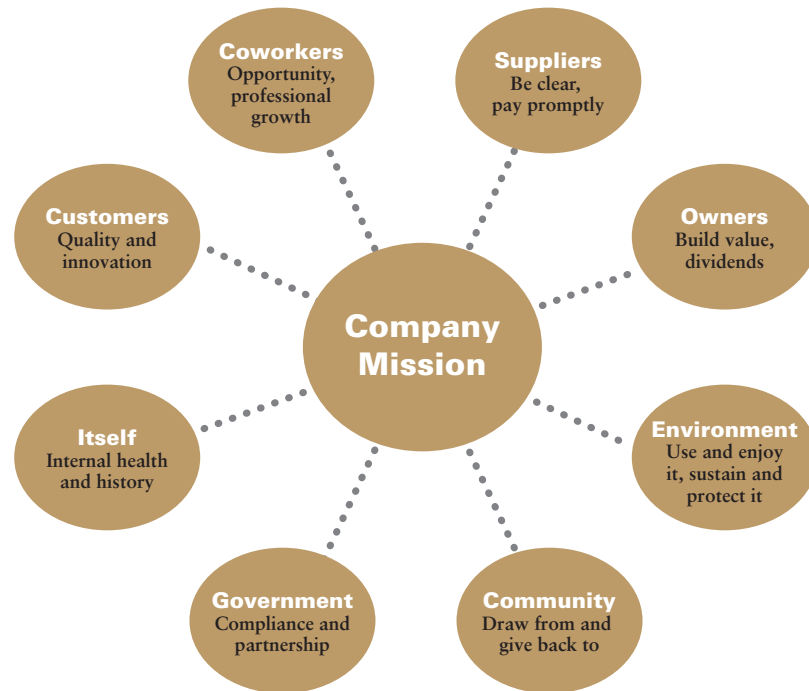 Coworkers
Opportunity,
professional
growth
Suppliers
Be clear,
pay promptly
Customers
Quality and
innovation
Owners
Build value,
dividends
Company
Mission
Itself
Internal health
and history
Environment
Use and enjoy
it, sustain and
protect it
Government
Compliance and
partnership
Community
Draw from and
give back to